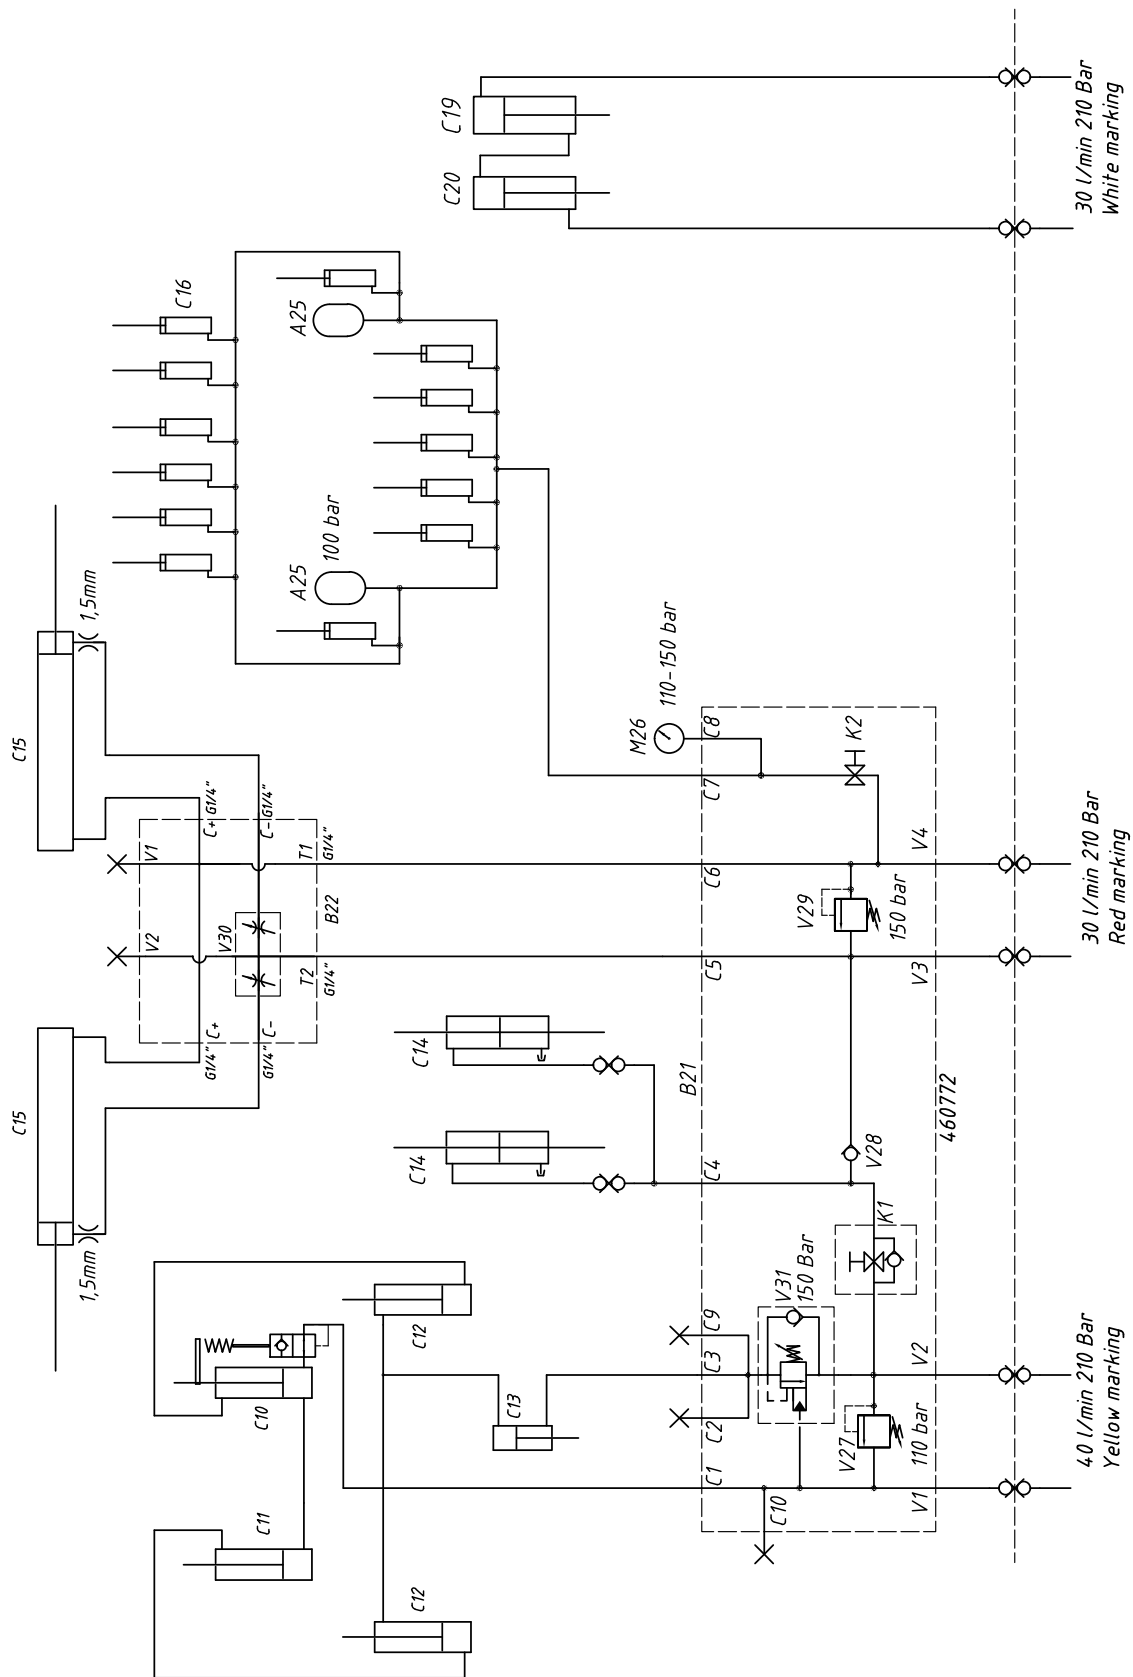 C19
C20
30 l/min 210 Bar
White marking
C16
A25
A25
100 bar
C15
1,5mm
C+ G1/4"
C- G1/4"
V1
T1
G1/4"
B22
V30
V2
T2
G1/4"
G1/4" C+
G1/4" C-
C15
1,5mm
M26
110-150 bar
C8
K2
C7
C6
V4
V29
150 bar
C5
V3
30 l/min 210 Bar
Red marking
C14
C14
B21
460772
C4
V28
K1
V31
150 Bar
C9
C3
V2
C2
V27
110 bar
C1
C10
V1
40 l/min 210 Bar
Yellow marking
C12
C10
C13
C11
C12